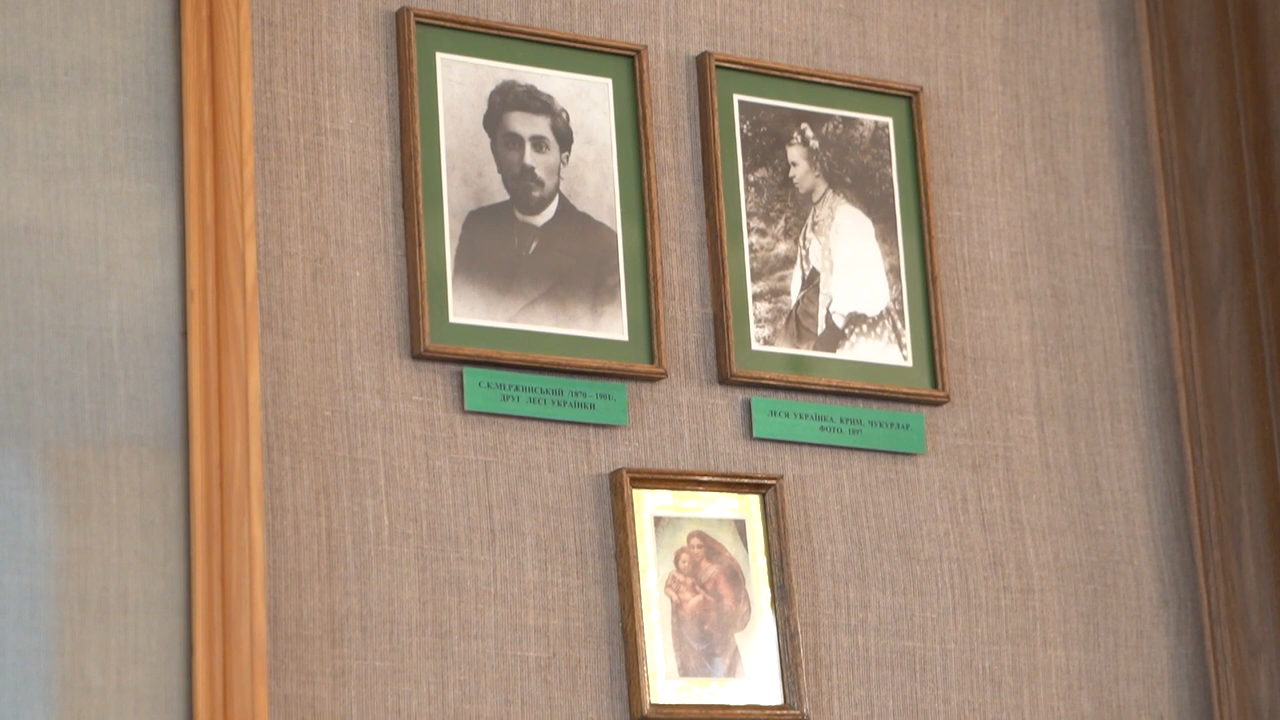 С.К.МЕРЖИНСЬКИЙ /1870 – 1901/,
ДРУГ ЛЕСІ УКРАЇНКИ
ЛЕСЯ УКРАЇНКА. КРИМ, ЧУКУРЛАР.
ФОТО. 1897